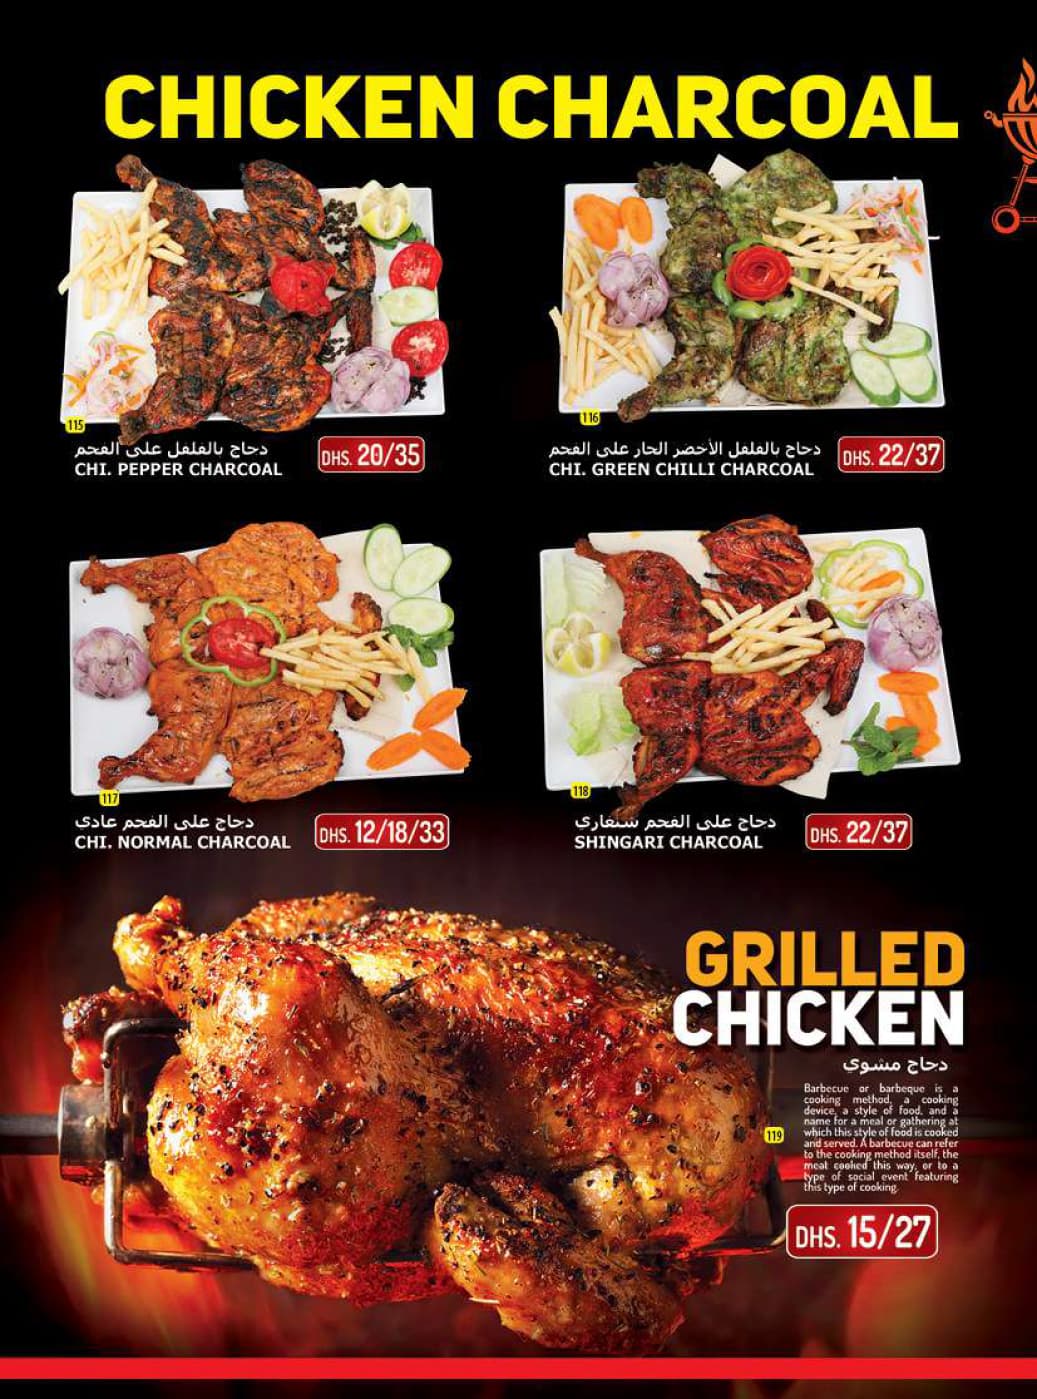 CHICKEN CHARCOAL
115
دجاج بالفلفل على الفحم
CHI. PEPPER CHARCOAL
DHS. 20/35
116
دجاج بالفلفل الأخضر الحار على الفحم
CHI. GREEN CHILLI CHARCOAL
DHS. 22/37
117
دجاج على الفحم عادي
CHI. NORMAL CHARCOAL
DHS. 12/18/33
118
دجاج على الفحم شنغاري
SHINGARI CHARCOAL
DHS. 22/37
GRILLED
CHICKEN
دجاج مشوي
Barbecue or barbeque is a
cooking method, a cooking
device, a style of food, and a
name for a meal or gathering at
which this style of food is cooked
and served. A barbecue can refer
to the cooking method itself, the
meat cooked this way, or to a
type of social event featuring
this type of cooking.
119
DHS. 15/27